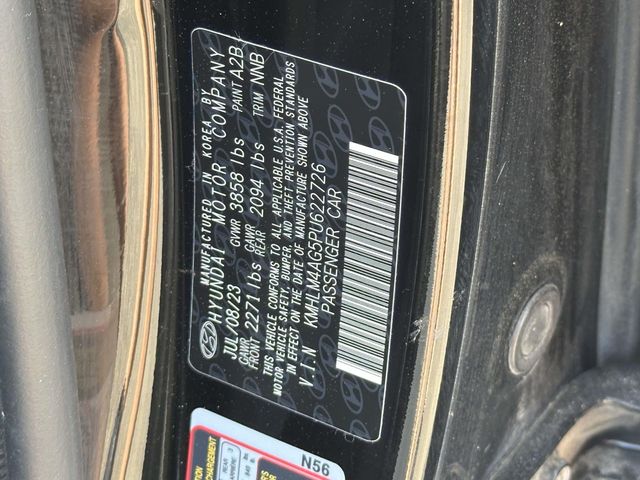 MANUFACTURED IN KOREA BY
HYUNDAI MOTOR COMPANY
JUL/08/23 GVWR 3858 lbs PAINT A2B
GAWR FRONT 2271 lbs GAWR REAR 2094 lbs TRIM NNB
THIS VEHICLE CONFORMS TO ALL APPLICABLE U.S.A. FEDERAL
MOTOR VEHICLE SAFETY, BUMPER, AND THEFT PREVENTION STANDARDS
IN EFFECT ON THE DATE OF MANUFACTURE SHOWN ABOVE
V.I.N KMHLM4AG5PU622726
PASSENGER CAR
N56
REAR 3